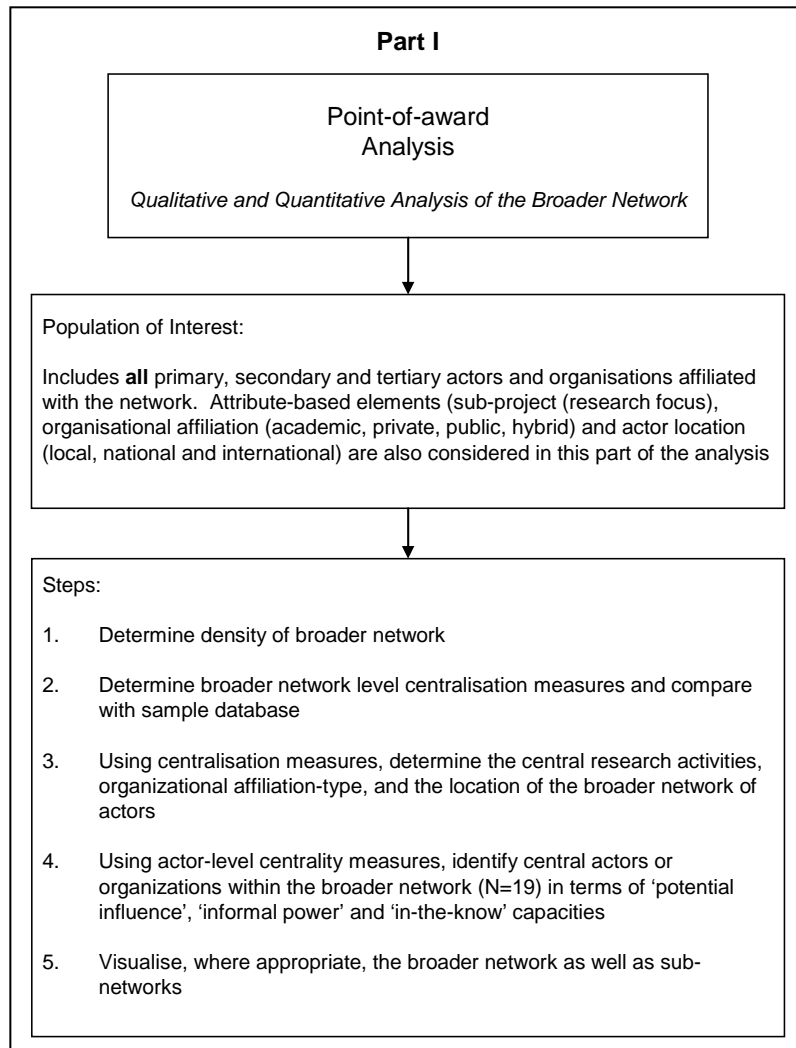 Part I
Point-of-award
Analysis
Qualitative and Quantitative Analysis of the Broader Network
Population of Interest:
Includes all primary, secondary and tertiary actors and organisations affiliated
with the network. Attribute-based elements (sub-project (research focus),
organisational affiliation (academic, private, public, hybrid) and actor location
(local, national and international) are also considered in this part of the analysis
Steps:
1. Determine density of broader network
2. Determine broader network level centralisation measures and compare
with sample database
3. Using centralisation measures, determine the central research activities,
organizational affiliation-type, and the location of the broader network of
actors
4. Using actor-level centrality measures, identify central actors or
organizations within the broader network (N=19) in terms of ‘potential
influence’, ‘informal power’ and ‘in-the-know’ capacities
5. Visualise, where appropriate, the broader network as well as sub-
networks